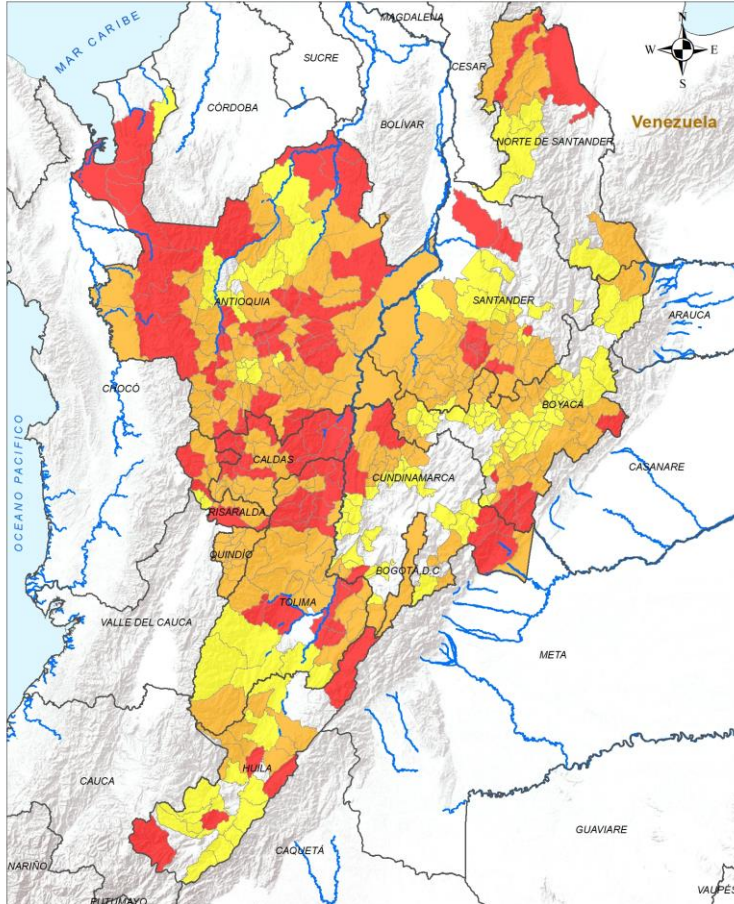 MAGDALENA
N
MAR CARIBE
SUCRE
CESAR
W
E
S
CÓRDOBA
BOLÍVAR
Venezuela
NORTE DE SANTANDER
ANTIOQUIA
SANTANDER
ARAUCA
CHOCÓ
BOYACÁ
OCEANO PACIFICO
CALDAS
CUNDINAMARCA
CASANARE
RISARALDA
QUINDÍO
BOGOTÁ D.C
TOLIMA
VALLE DEL CAUCA
META
HUILA
CAUCA
GUAVIARE
CAQUETÁ
NARIÑO
PUTUMAYO
VAUPÉS